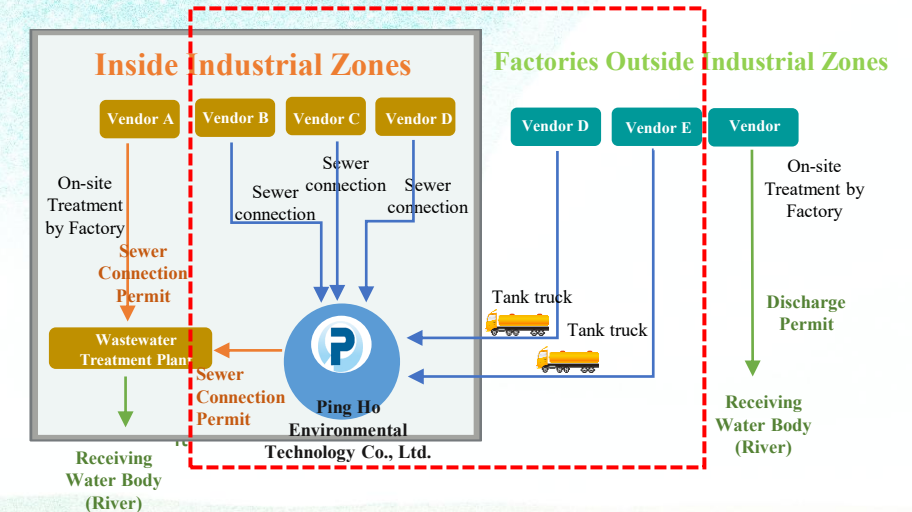 Inside Industrial Zones
Factories Outside Industrial Zones
Vendor A
Vendor B
Vendor C
Vendor D
Vendor D
Vendor E
Vendor
On-site
Treatment
by Factory
Sewer
connection
Sewer
connection
Sewer
connection
On-site
Treatment by
Factory
Sewer
Connection
Permit
Tank truck
Tank truck
Discharge
Permit
Wastewater
Treatment Plant
Sewer
Connection
Permit
P
Ping Ho
Environmental
Technology Co., Ltd.
Receiving
Water Body
(River)
Receiving
Water Body
(River)